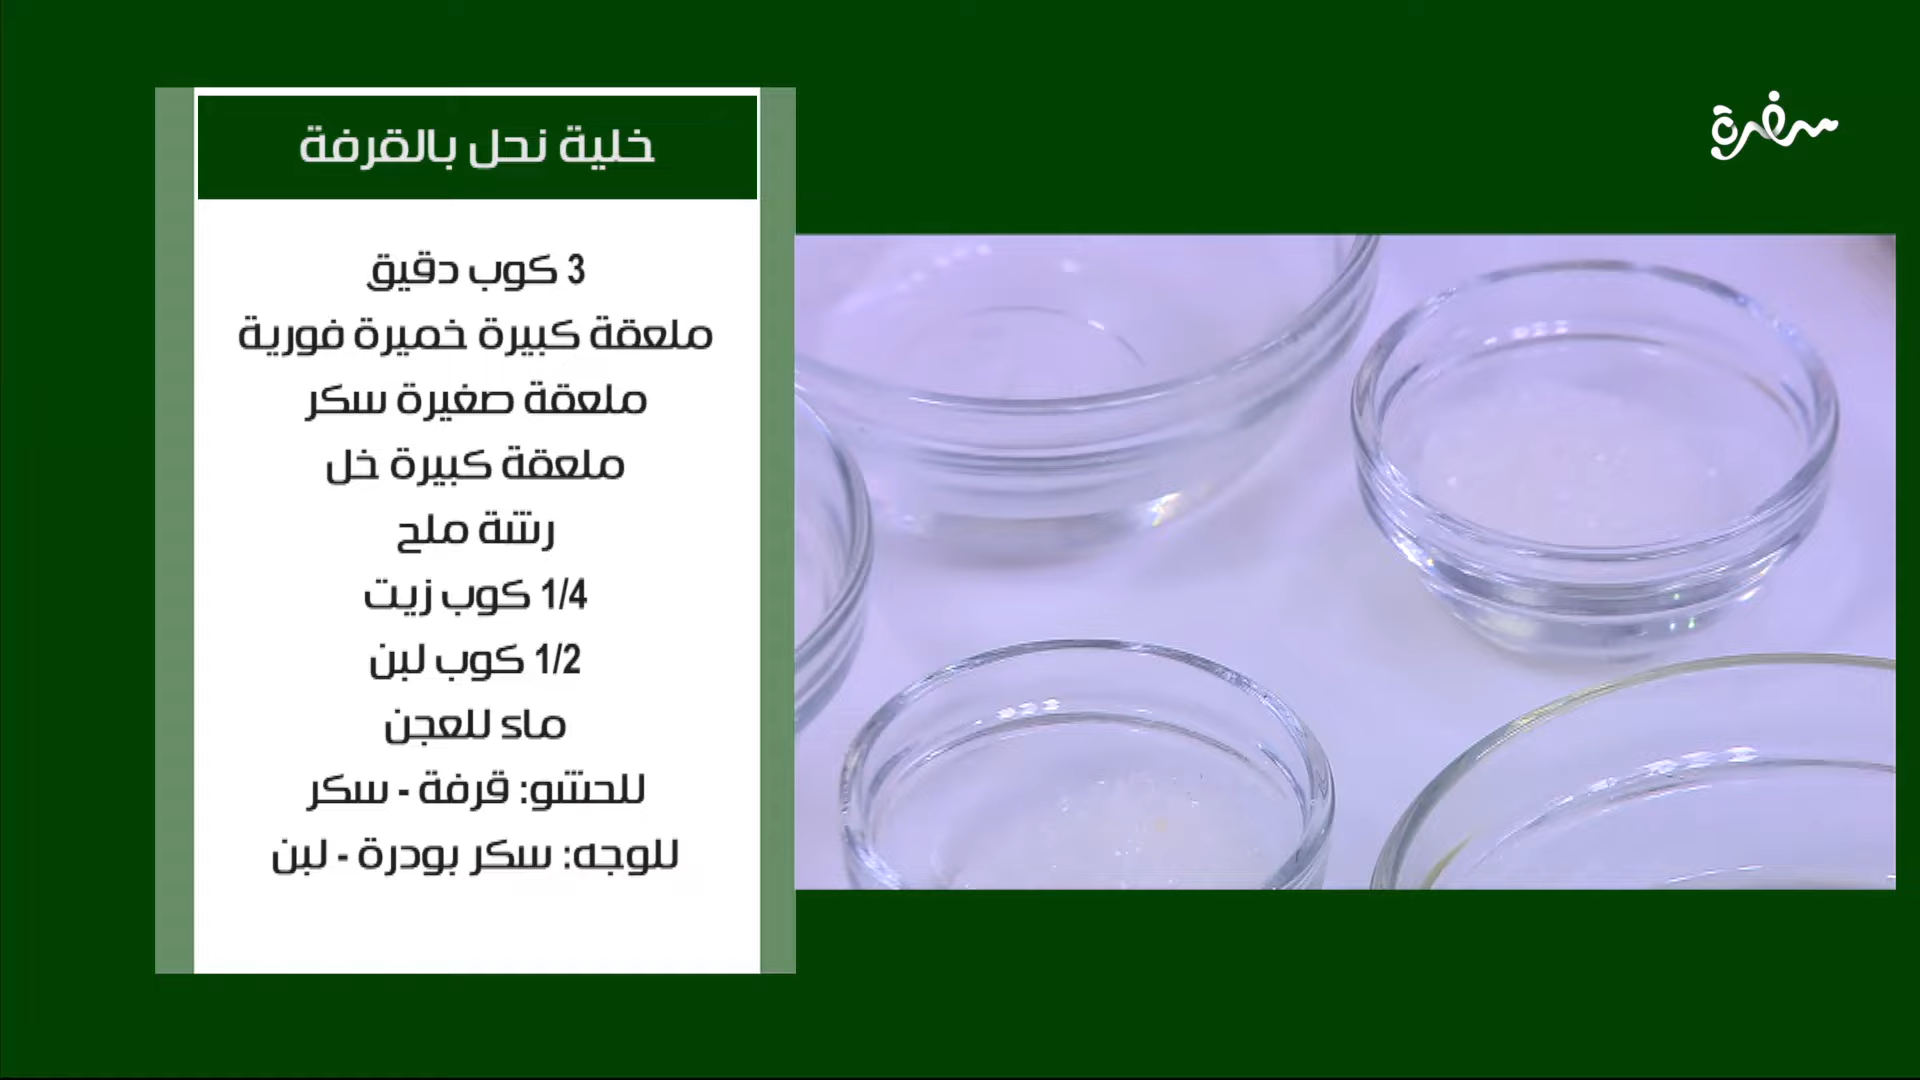 سفرة
خلية نحل بالقرفة
3 كوب دقيق
ملعقة كبيرة خميرة فورية
ملعقة صغيرة سكر
ملعقة كبيرة خل
رشة ملح
1/4 كوب زيت
1/2 كوب لبن
ماء للعجن
للحشو: قرفة - سكر
للوجه: سكر بودرة - لبن